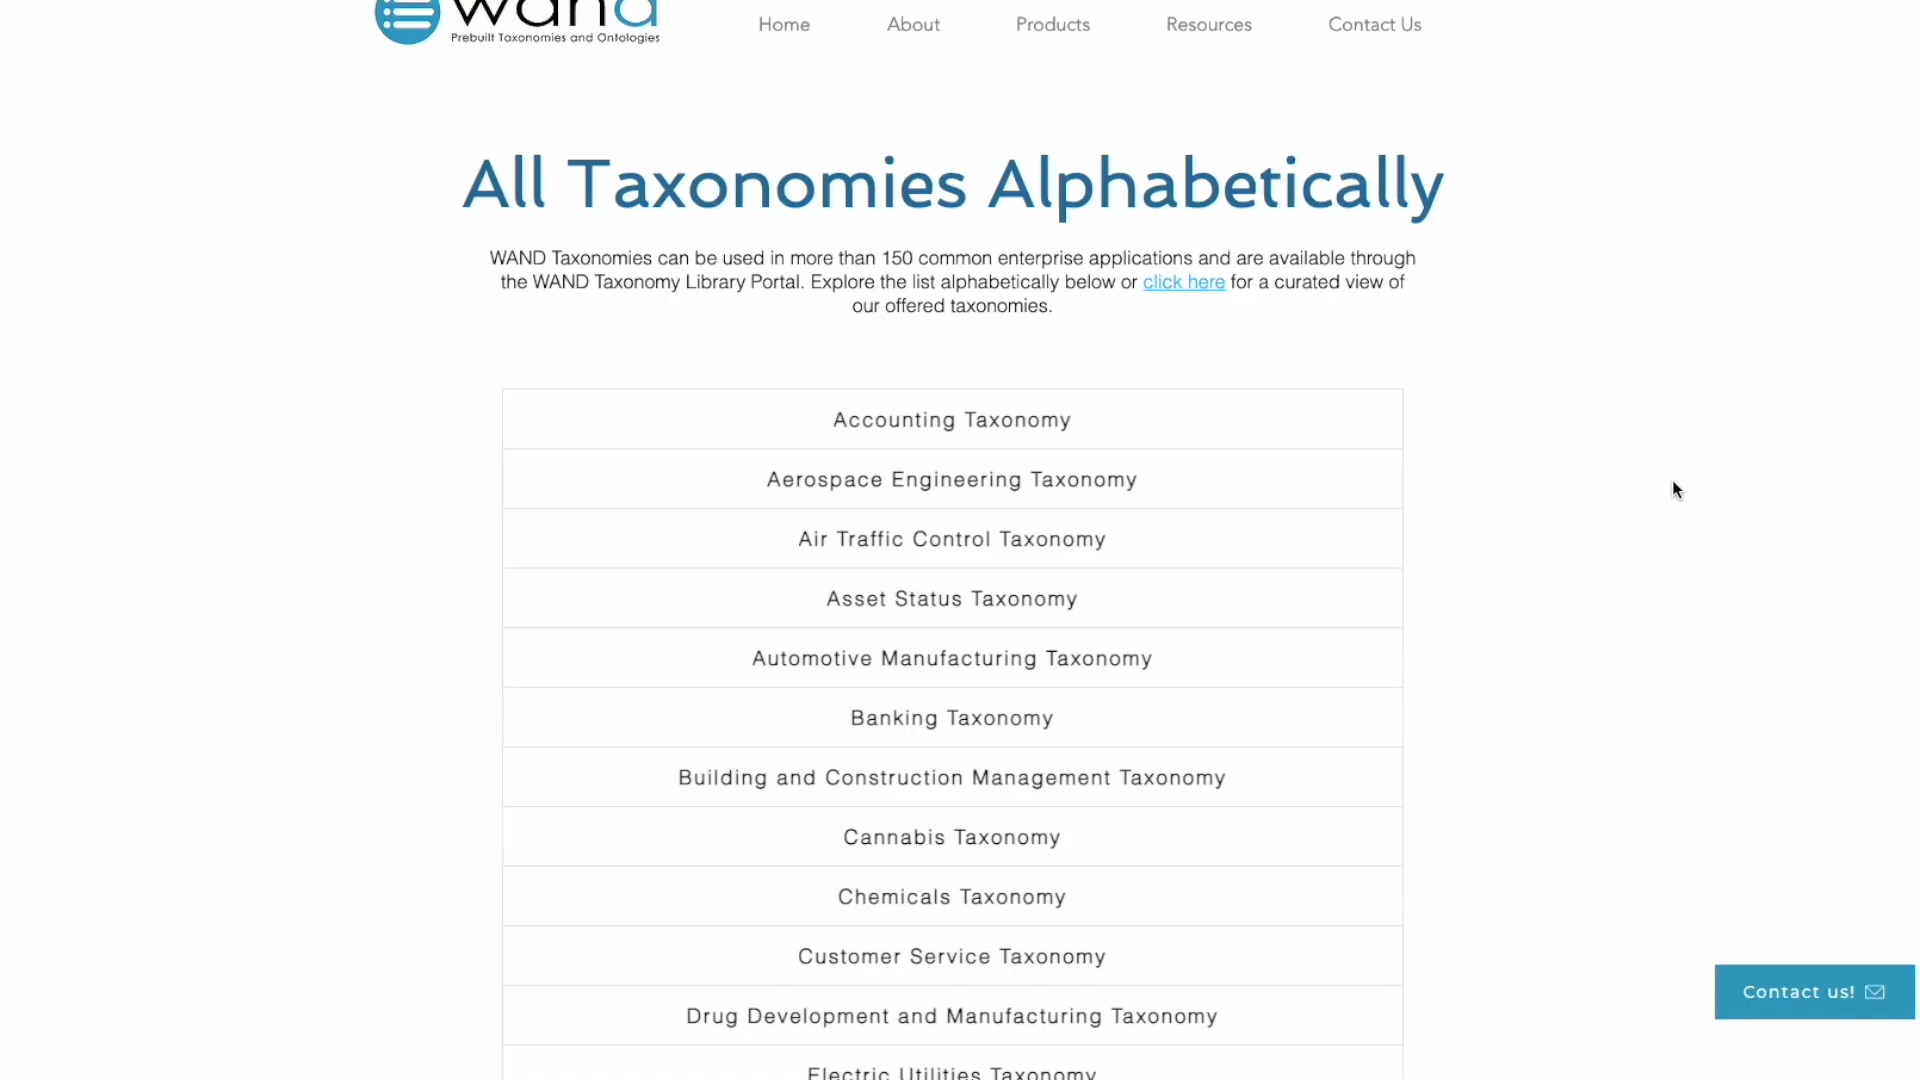 wand
Prebuilt Taxonomies and Ontologies
Home
About
Products
Resources
Contact Us
All Taxonomies Alphabetically
WAND Taxonomies can be used in more than 150 common enterprise applications and are available through
the WAND Taxonomy Library Portal. Explore the list alphabetically below or click here for a curated view of
our offered taxonomies.
Accounting Taxonomy
Aerospace Engineering Taxonomy
Air Traffic Control Taxonomy
Asset Status Taxonomy
Automotive Manufacturing Taxonomy
Banking Taxonomy
Building and Construction Management Taxonomy
Cannabis Taxonomy
Chemicals Taxonomy
Customer Service Taxonomy
Drug Development and Manufacturing Taxonomy
Electric Utilities Taxonomy
Contact us!